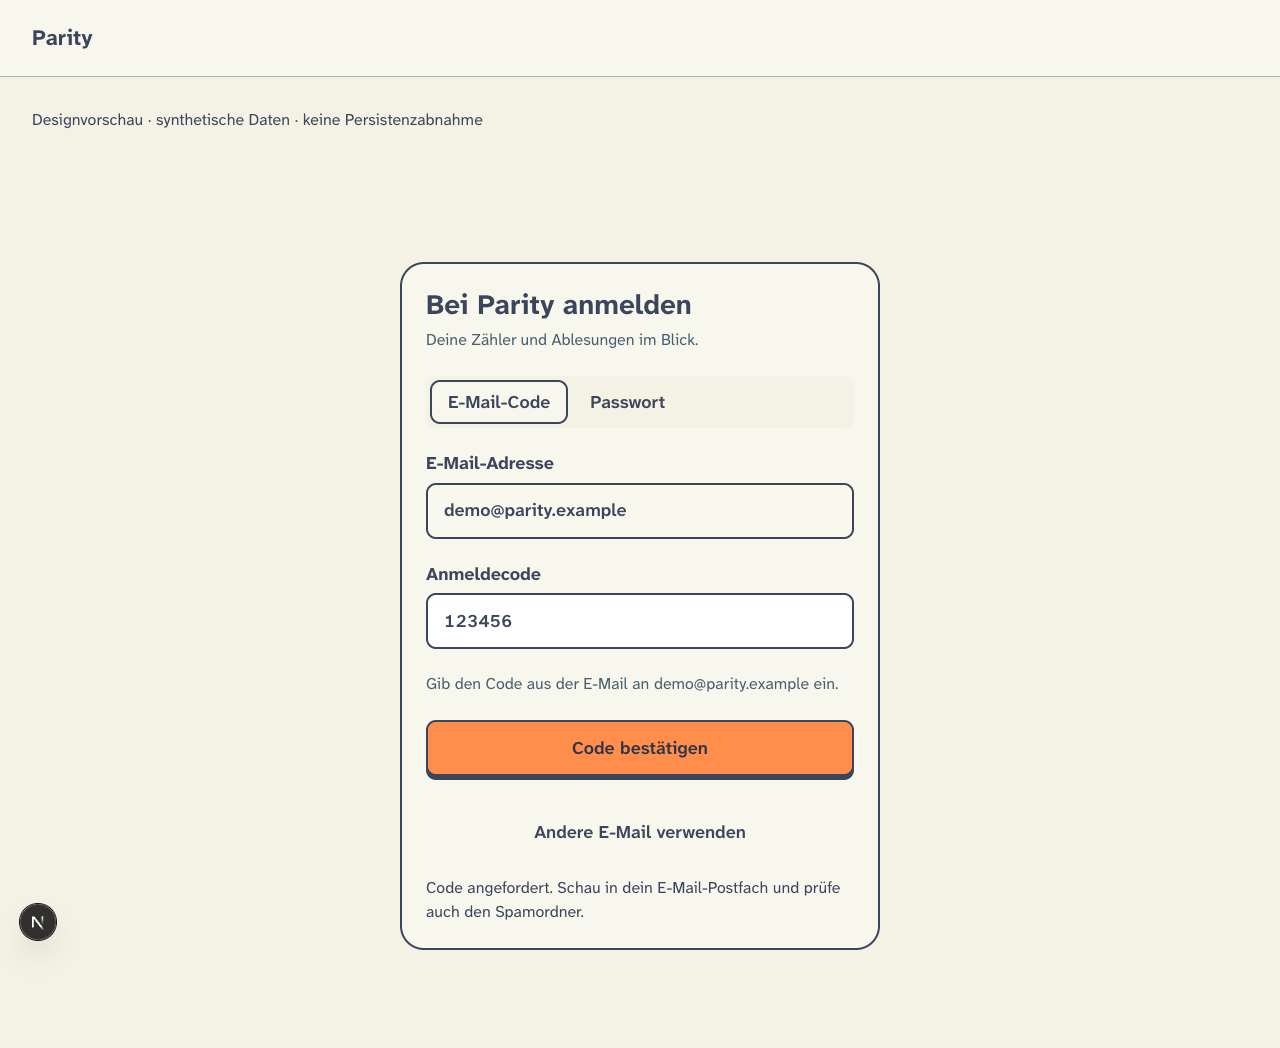 Parity
Designvorschau · synthetische Daten · keine Persistenzabnahme
Bei Parity anmelden
Deine Zähler und Ablesungen im Blick.
E-Mail-Code
Passwort
E-Mail-Adresse
demo@parity.example
Anmeldecode
123456
Gib den Code aus der E-Mail an demo@parity.example ein.
Code bestätigen
Andere E-Mail verwenden
Code angefordert. Schau in dein E-Mail-Postfach und prüfe
auch den Spamordner.
N